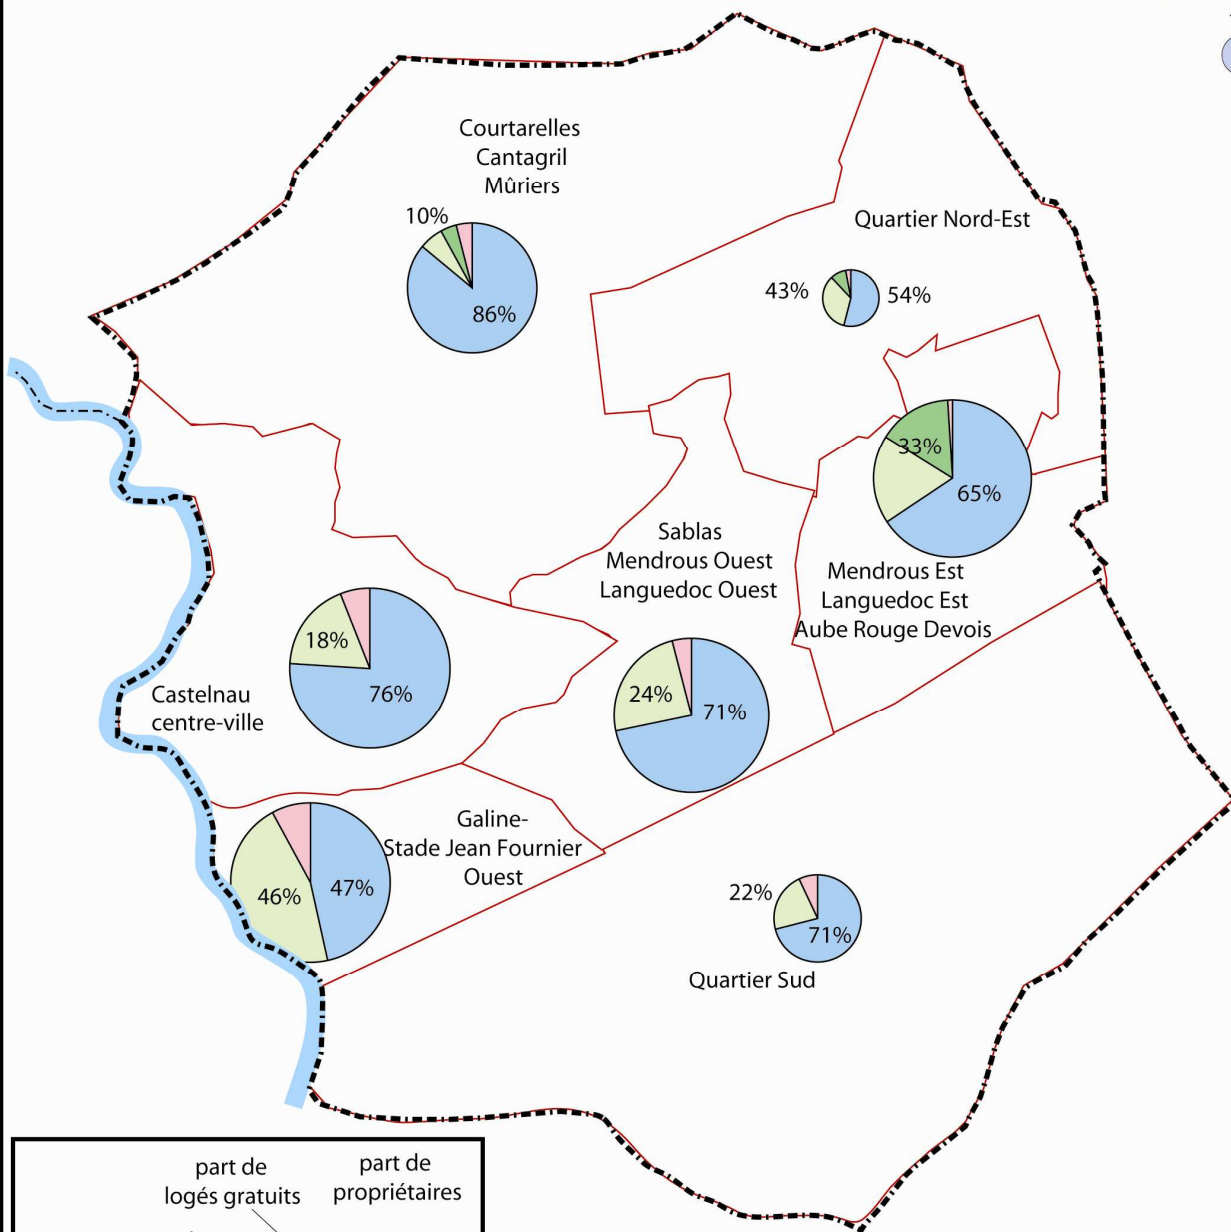 Courtarelles
Cantagril
Mûriers
10%
86%
Quartier Nord-Est
43%
54%
33%
65%
Sablas
Mendrous Ouest
Languedoc Ouest
Mendrous Est
Languedoc Est
Aube Rouge Devois
18%
76%
Castelnau
centre-ville
24%
71%
Galine-
Stade Jean Fournier
Ouest
46%
47%
22%
71%
Quartier Sud
part de
logés gratuits
part de
propriétaires